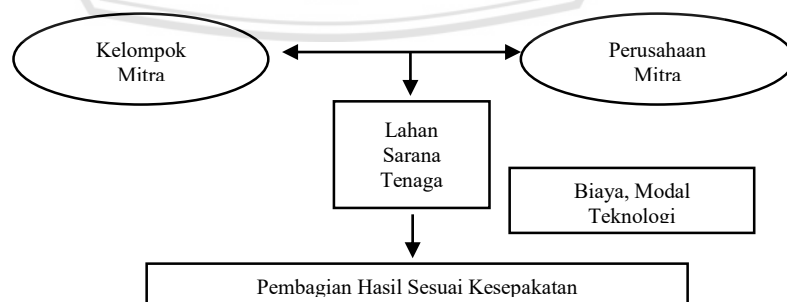 Kelompok
Mitra
Perusahaan
Mitra
Lahan
Sarana
Tenaga
Biaya, Modal
Teknologi
Pembagian Hasil Sesuai Kesepakatan